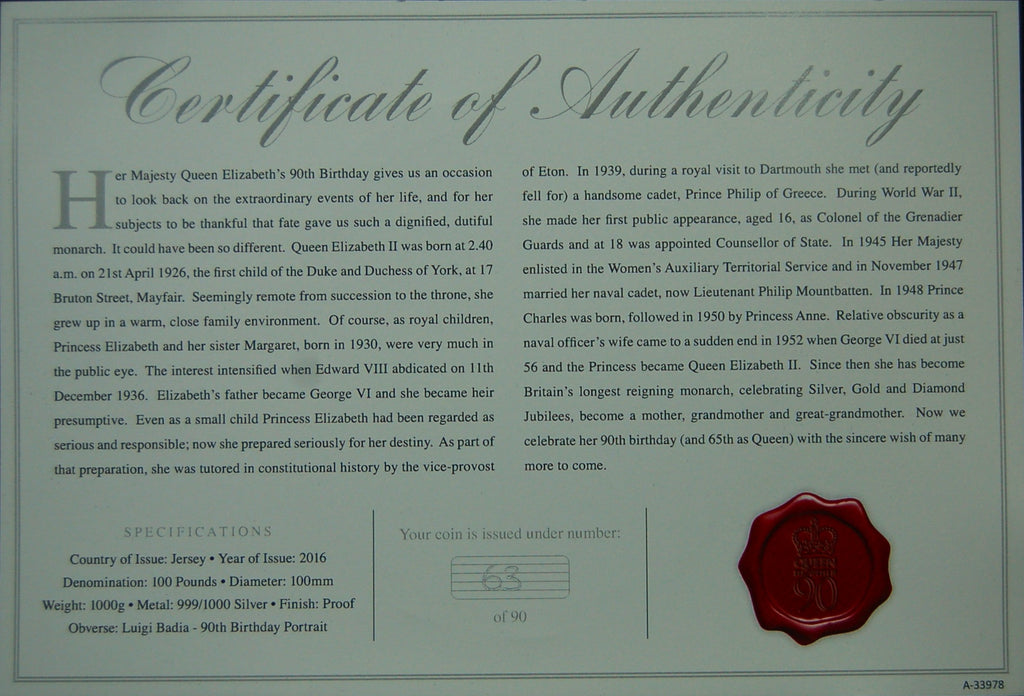 Certificate of Authenticity
Her Majesty Queen Elizabeth's 90th Birthday gives us an occasion
to look back on the extraordinary events of her life, and for her
subjects to be thankful that fate gave us such a dignified, dutiful
monarch. It could have been so different. Queen Elizabeth II was born at 2.40
a.m. on 21st April 1926, the first child of the Duke and Duchess of York, at 17
Bruton Street, Mayfair. Seemingly remote from succession to the throne, she
grew up in a warm, close family environment. Of course, as royal children,
Princess Elizabeth and her sister Margaret, born in 1930, were very much in
the public eye. The interest intensified when Edward VIII abdicated on 11th
December 1936. Elizabeth's father became George VI and she became heir
presumptive. Even as a small child Princess Elizabeth had been regarded as
serious and responsible; now she prepared seriously for her destiny. As part of
that preparation, she was tutored in constitutional history by the vice-provost
of Eton. In 1939, during a royal visit to Dartmouth she met (and reportedly
fell for) a handsome cadet, Prince Philip of Greece. During World War II,
she made her first public appearance, aged 16, as Colonel of the Grenadier
Guards and at 18 was appointed Counsellor of State. In 1945 Her Majesty
enlisted in the Women's Auxiliary Territorial Service and in November 1947
married her naval cadet, now Lieutenant Philip Mountbatten. In 1948 Prince
Charles was born, followed in 1950 by Princess Anne. Relative obscurity as a
naval officer's wife came to a sudden end in 1952 when George VI died at just
56 and the Princess became Queen Elizabeth II. Since then she has become
Britain's longest reigning monarch, celebrating Silver, Gold and Diamond
Jubilees, become a mother, grandmother and great-grandmother. Now we
celebrate her 90th birthday (and 65th as Queen) with the sincere wish of many
more to come.
SPECIFICATIONS
Country of Issue: Jersey • Year of Issue: 2016
Denomination: 100 Pounds • Diameter: 100mm
Weight: 1000g • Metal: 999/1000 Silver • Finish: Proof
Obverse: Luigi Badia - 90th Birthday Portrait
Your coin is issued under number:
63
of 90
QUEEN
90
A-33978